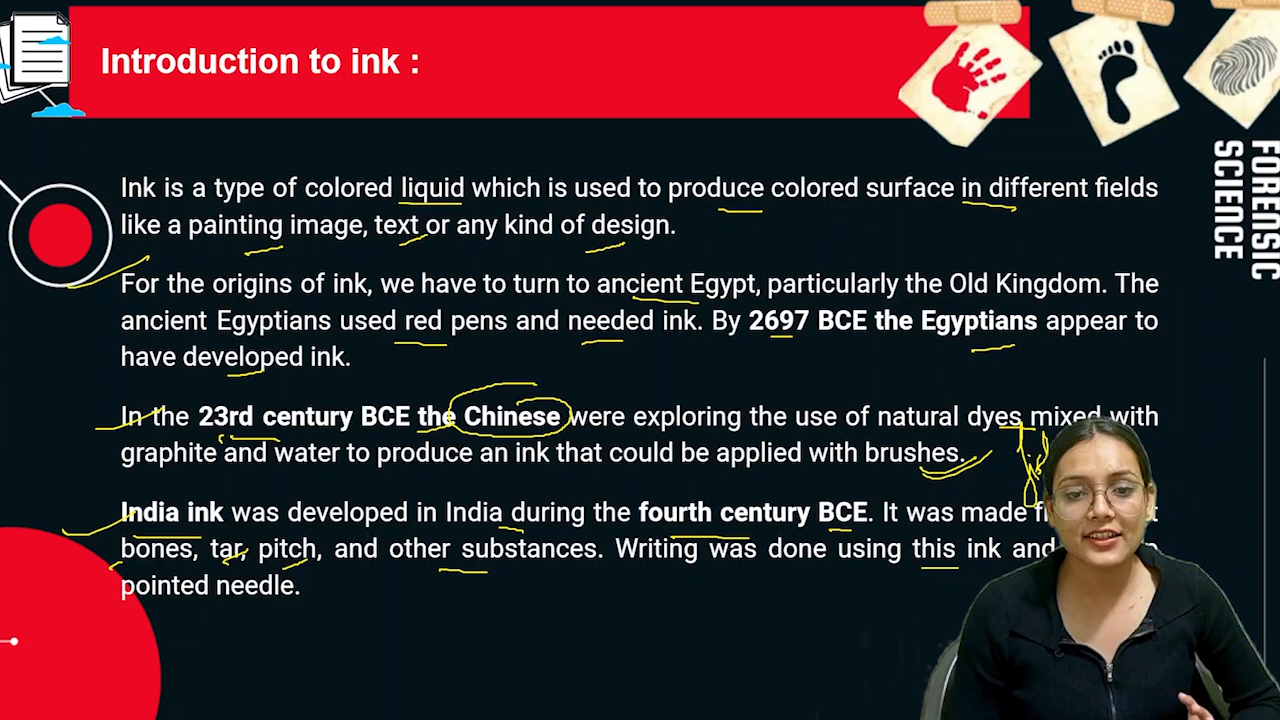 Introduction to ink :
FORENSIC
SCIENCE
Ink is a type of colored liquid which is used to produce colored surface in different fields
like a painting image, text or any kind of design.
For the origins of ink, we have to turn to ancient Egypt, particularly the Old Kingdom. The
ancient Egyptians used red pens and needed ink. By 2697 BCE the Egyptians appear to
have developed ink.
In the 23rd century BCE the Chinese were exploring the use of natural dyes mixed with
graphite and water to produce an ink that could be applied with brushes.
India ink was developed in India during the fourth century BCE. It was made
bones, tar, pitch, and other substances. Writing was done using this ink and
pointed needle.